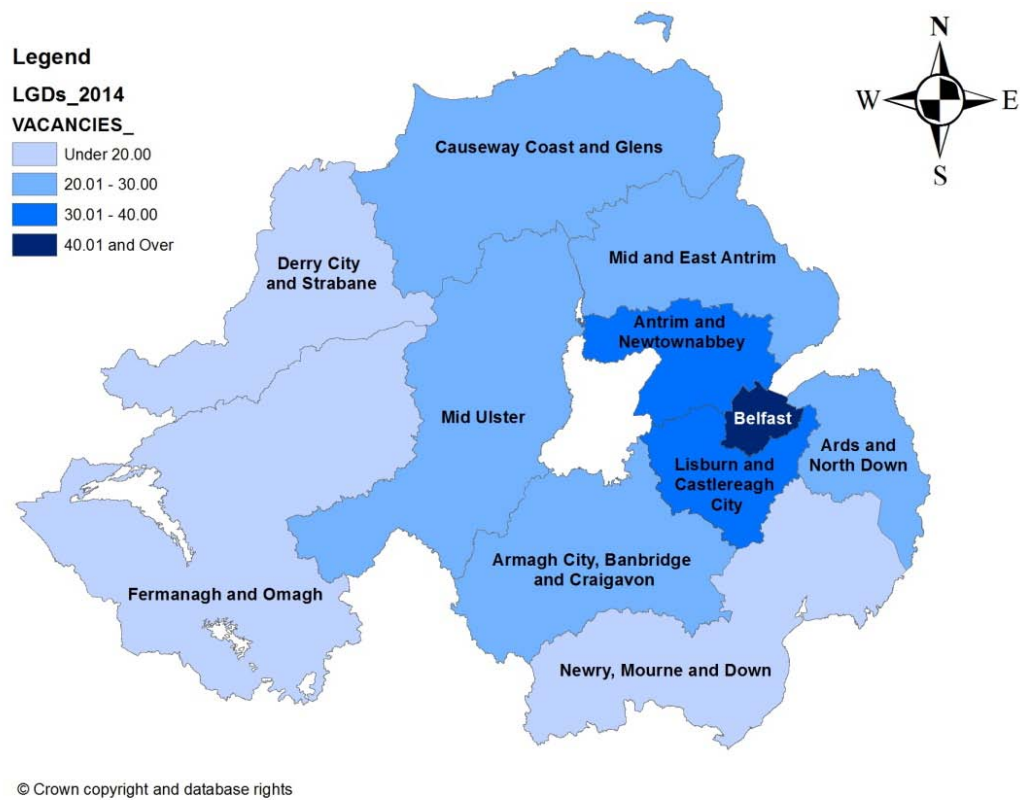 Legend
LGDs_2014
VACANCIES_
Under 20.00
20.01 - 30.00
30.01 - 40.00
40.01 and Over
N
W
E
S
Causeway Coast and Glens
Derry City
and Strabane
Mid and East Antrim
Antrim and
Newtownabbey
Mid Ulster
Belfast
Ards and
North Down
Lisburn and
Castlereagh
City
Armagh City, Banbridge
and Craigavon
Fermanagh and Omagh
Newry, Mourne and Down
© Crown copyright and database rights